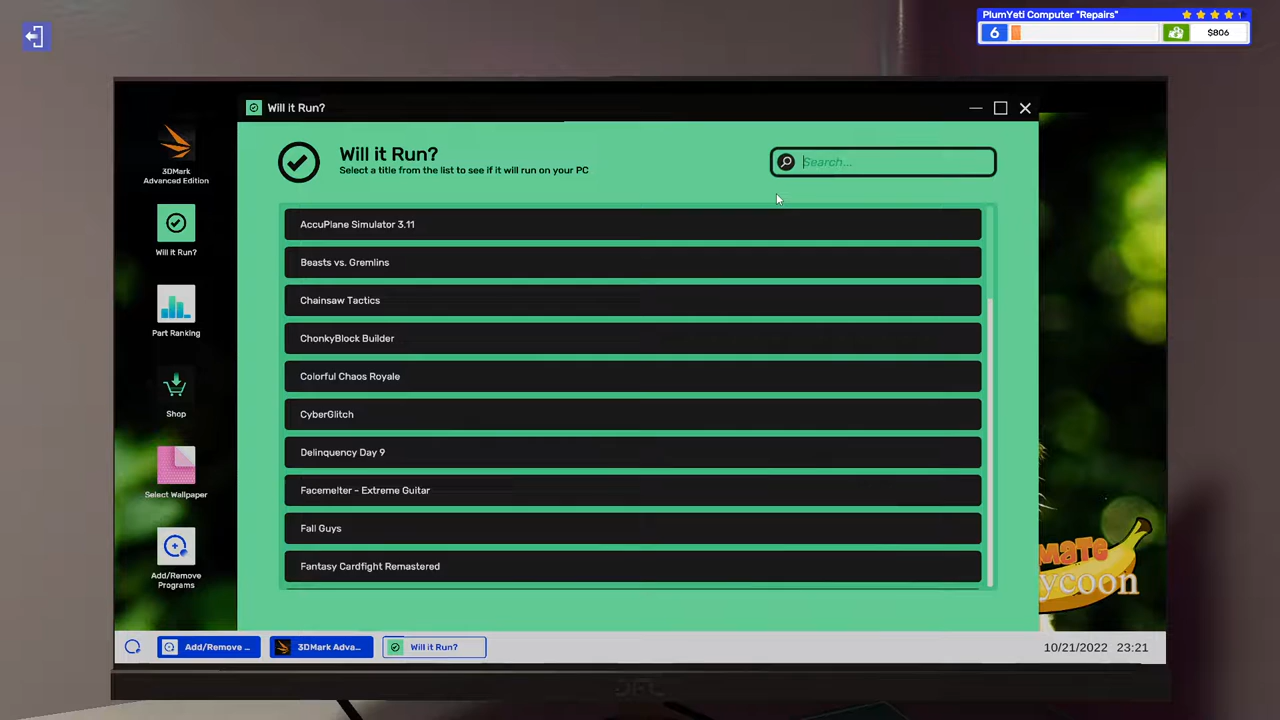 PlumYeti Computer "Repairs"
6
$806
Will it Run?
3DMark
Advanced Edition
Will it Run?
Part Ranking
Shop
Select Wallpaper
Add/Remove
Programs
Will it Run?
Select a title from the list to see if it will run on your PC
Search...
AccuPlane Simulator 3.11
Beasts vs. Gremlins
Chainsaw Tactics
ChonkyBlock Builder
Colorful Chaos Royale
CyberGlitch
Delinquency Day 9
Facemelter - Extreme Guitar
Fall Guys
Fantasy Cardfight Remastered
MATE
ycoon
Add/Remove ...
3DMark Adva...
Will it Run?
10/21/2022 23:21